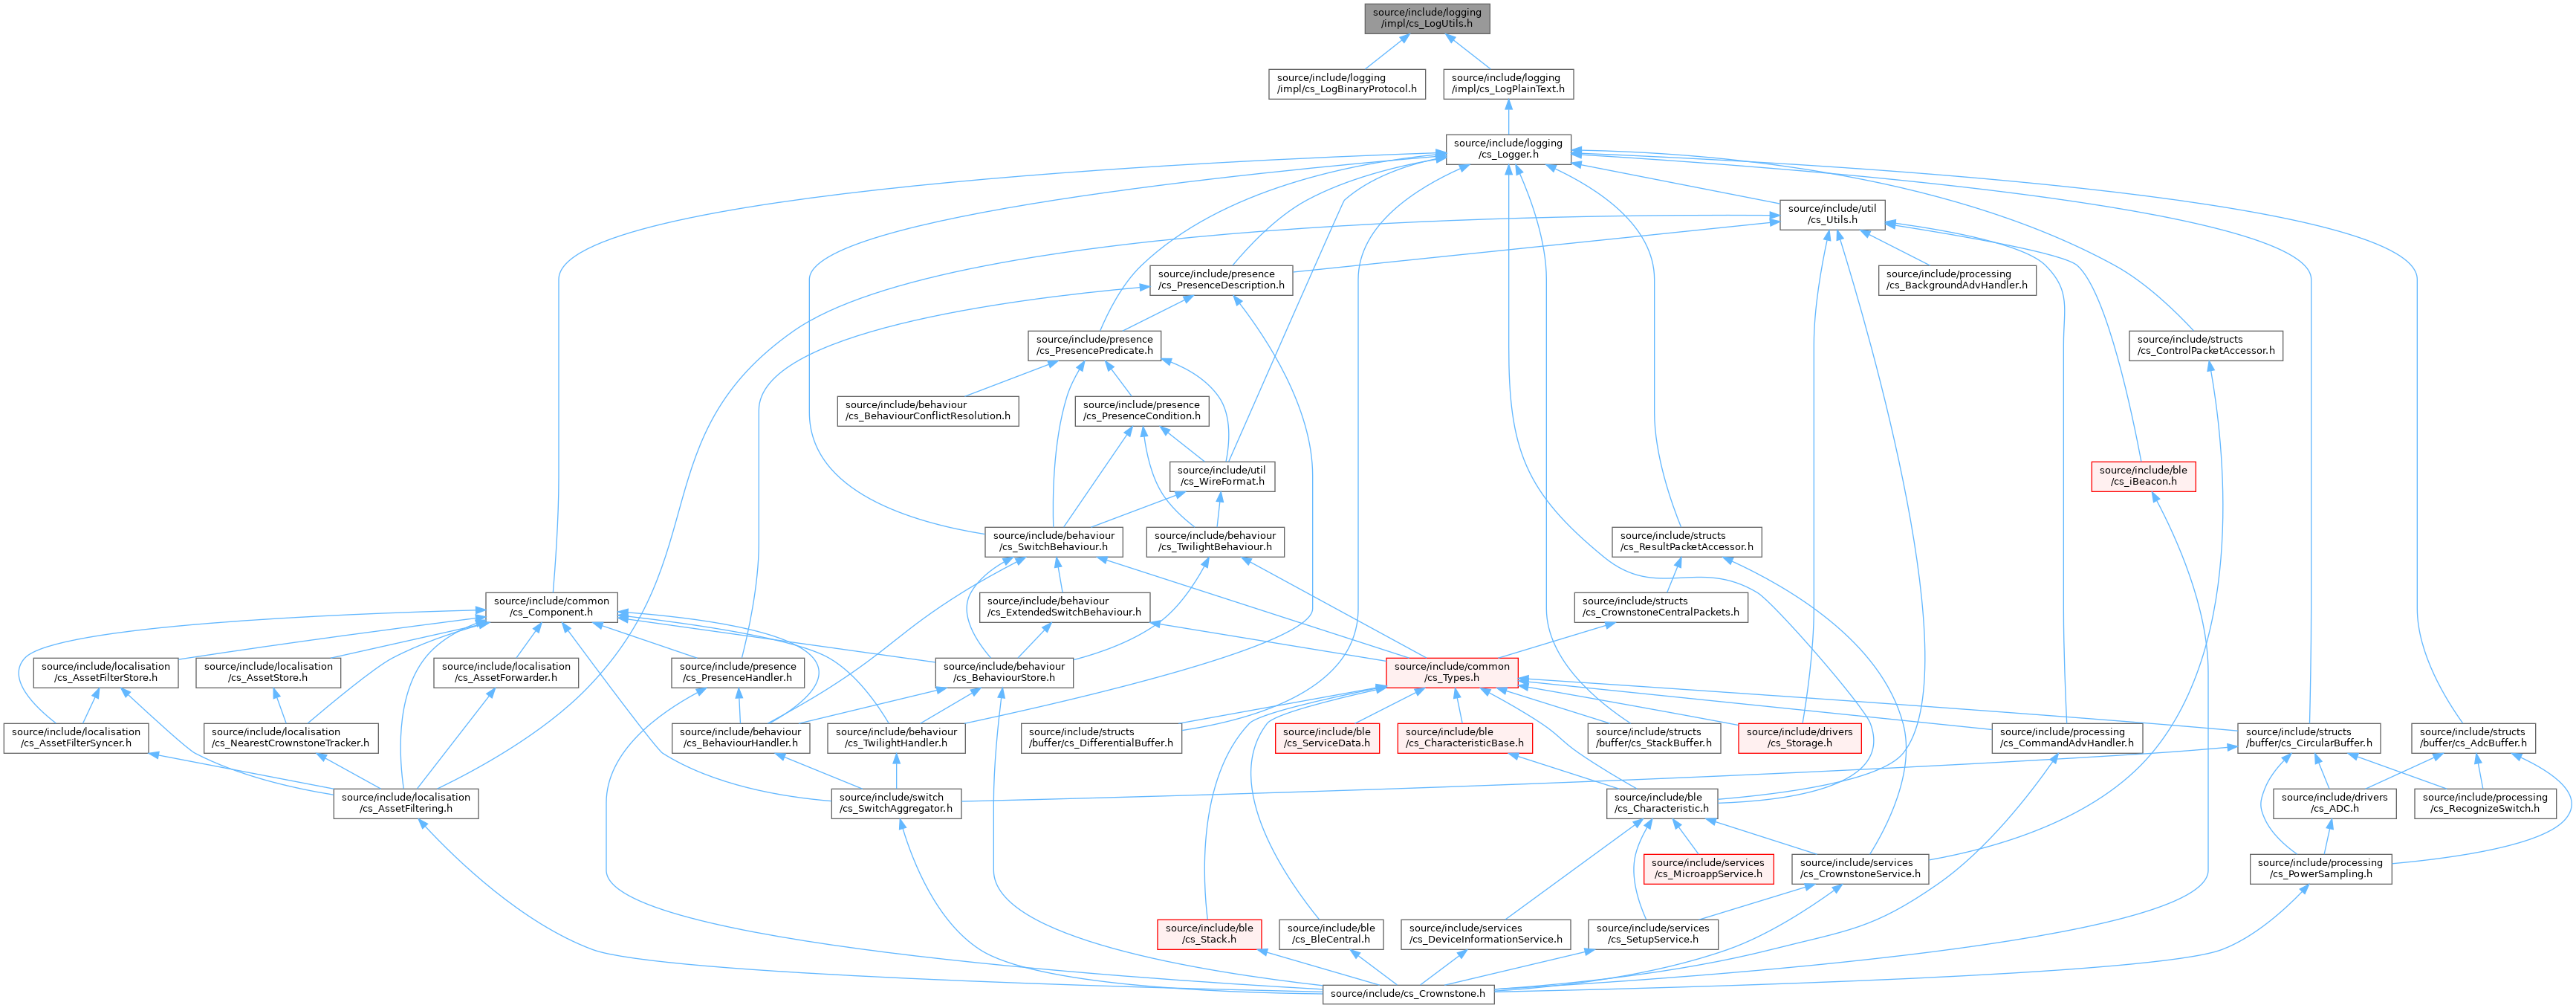 source/include/logging
/impl/cs_LogUtils.h
source/include/logging
/impl/cs_LogBinaryProtocol.h
source/include/logging
/impl/cs_LogPlainText.h
source/include/logging
/cs_Logger.h
source/include/util
/cs_Utils.h
source/include/presence
/cs_PresenceDescription.h
source/include/processing
/cs_BackgroundAdvHandler.h
source/include/presence
/cs_PresencePredicate.h
source/include/structs
/cs_ControlPacketAccessor.h
source/include/behaviour
/cs_BehaviourConflictResolution.h
source/include/presence
/cs_PresenceCondition.h
source/include/util
/cs_WireFormat.h
source/include/ble
/cs_iBeacon.h
source/include/behaviour
/cs_SwitchBehaviour.h
source/include/behaviour
/cs_TwilightBehaviour.h
source/include/structs
/cs_ResultPacketAccessor.h
source/include/common
/cs_Component.h
source/include/behaviour
/cs_ExtendedSwitchBehaviour.h
source/include/structs
/cs_CrownstoneCentralPackets.h
source/include/localisation
/cs_AssetFilterStore.h
source/include/localisation
/cs_AssetStore.h
source/include/localisation
/cs_AssetForwarder.h
source/include/presence
/cs_PresenceHandler.h
source/include/behaviour
/cs_BehaviourStore.h
source/include/common
/cs_Types.h
source/include/localisation
/cs_AssetFilterSyncer.h
source/include/localisation
/cs_NearestCrownstoneTracker.h
source/include/behaviour
/cs_BehaviourHandler.h
source/include/behaviour
/cs_TwilightHandler.h
source/include/structs
/buffer/cs_DifferentialBuffer.h
source/include/ble
/cs_ServiceData.h
source/include/ble
/cs_CharacteristicBase.h
source/include/structs
/buffer/cs_StackBuffer.h
source/include/drivers
/cs_Storage.h
source/include/processing
/cs_CommandAdvHandler.h
source/include/structs
/buffer/cs_CircularBuffer.h
source/include/structs
/buffer/cs_AdcBuffer.h
source/include/localisation
/cs_AssetFiltering.h
source/include/switch
/cs_SwitchAggregator.h
source/include/ble
/cs_Characteristic.h
source/include/drivers
/cs_ADC.h
source/include/processing
/cs_RecognizeSwitch.h
source/include/services
/cs_MicroappService.h
source/include/services
/cs_CrownstoneService.h
source/include/processing
/cs_PowerSampling.h
source/include/ble
/cs_Stack.h
source/include/ble
/cs_BleCentral.h
source/include/services
/cs_DeviceInformationService.h
source/include/services
/cs_SetupService.h
source/include/cs_Crownstone.h